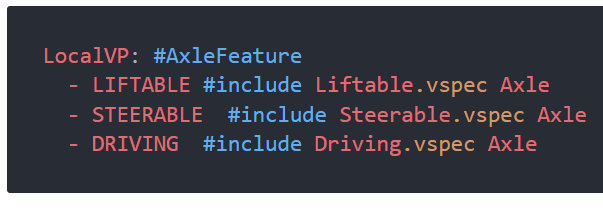 LocalVP: #AxleFeature
- LIFTABLE #include Liftable.vspec Axle
- STEERABLE  #include Steerable.vspec Axle
- DRIVING  #include Driving.vspec Axle